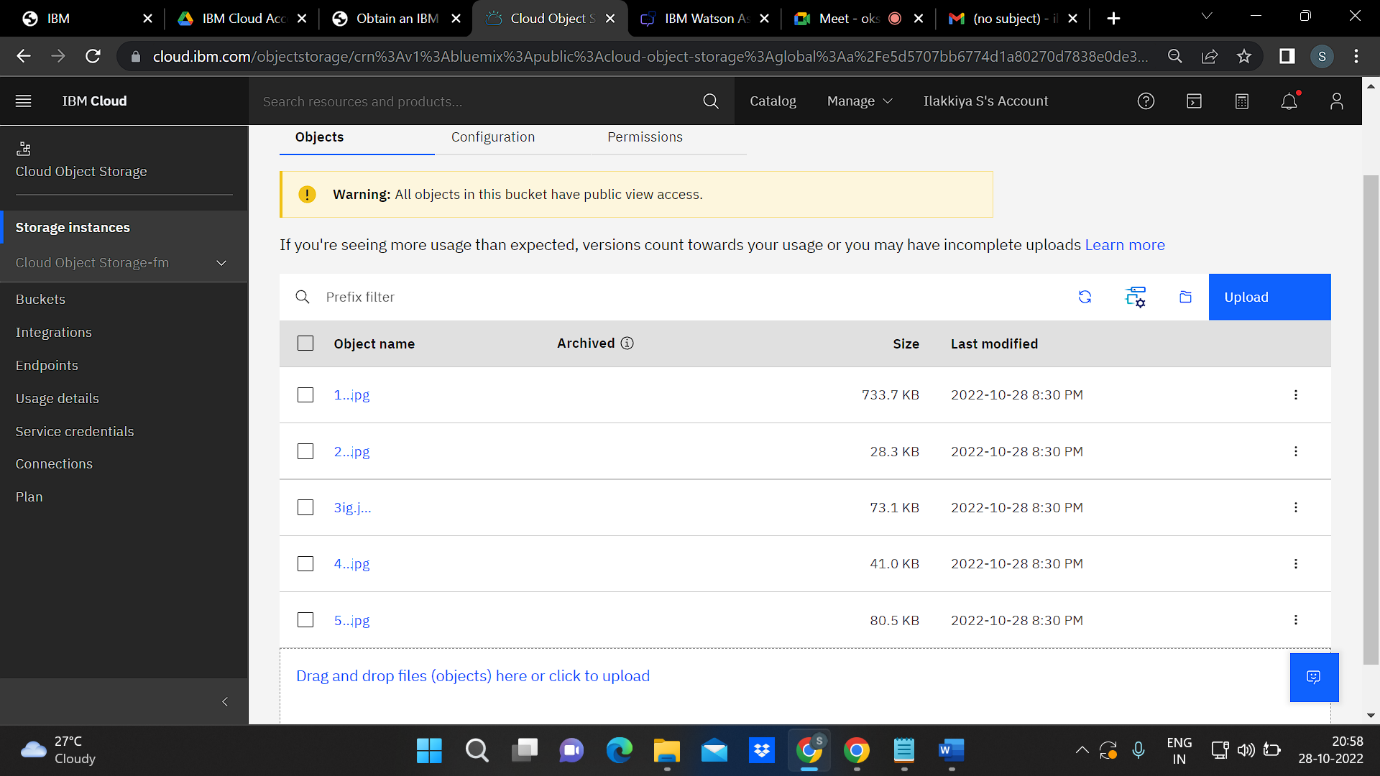 IBM
IBM Cloud Acc
Obtain an IBM
Cloud Object S
IBM Watson As
Meet - oks
(no subject) - il
cloud.ibm.com/objectstorage/crn%3Av1%3Abluemix%3Apublic%3Acloud-object-storage%3Aglobal%3Aa%2Fe5d5707bb6774d1a80270d7838e0de3...
S
IBM Cloud
Search resources and products...
Catalog
Manage
Ilakkiya S's Account
Cloud Object Storage
Storage instances
Cloud Object Storage-fm
Buckets
Integrations
Endpoints
Usage details
Service credentials
Connections
Plan
Objects
Configuration
Permissions
Warning: All objects in this bucket have public view access.
If you're seeing more usage than expected, versions count towards your usage or you may have incomplete uploads Learn more
Prefix filter
Upload
Object name Archived Size Last modified
1...jpg 733.7 KB 2022-10-28 8:30 PM
2...jpg 28.3 KB 2022-10-28 8:30 PM
3ig.j... 73.1 KB 2022-10-28 8:30 PM
4...jpg 41.0 KB 2022-10-28 8:30 PM
5...jpg 80.5 KB 2022-10-28 8:30 PM
Drag and drop files (objects) here or click to upload
27°C
Cloudy
S
ENG
IN
20:58
28-10-2022